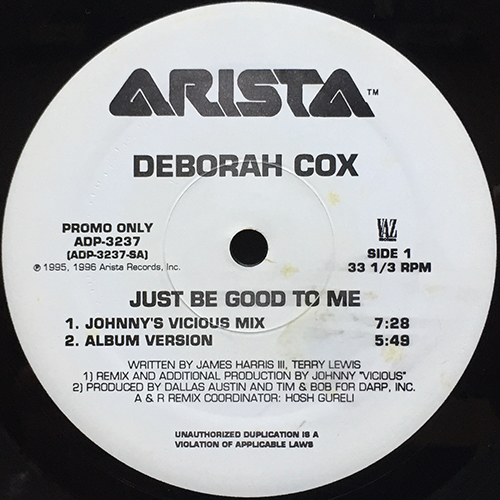 ARISTA™
DEBORAH COX
PROMO ONLY
ADP-3237
(ADP-3237-SA)
℗ 1995, 1996 Arista Records, Inc.
YAZ
SIDE 1
33 1/3 RPM
JUST BE GOOD TO ME
1. JOHNNY'S VICIOUS MIX 7:28
2. ALBUM VERSION 5:49
WRITTEN BY JAMES HARRIS III, TERRY LEWIS
1) REMIX AND ADDITIONAL PRODUCTION BY JOHNNY "VICIOUS"
2) PRODUCED BY DALLAS AUSTIN AND TIM & BOB FOR DARP, INC.
A & R REMIX COORDINATOR: HOSH GURELI
UNAUTHORIZED DUPLICATION IS A
VIOLATION OF APPLICABLE LAWS